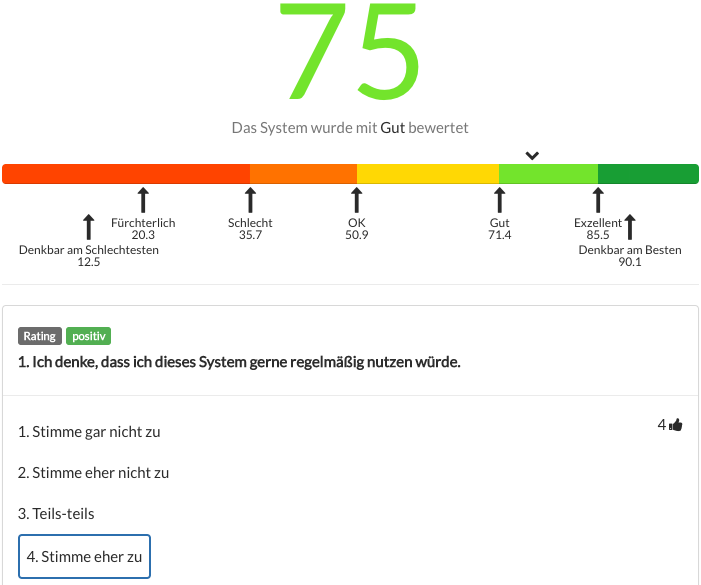 75
Das System wurde mit Gut bewertet
Fürchterlich
20.3
Schlecht
35.7
OK
50.9
Gut
71.4
Exzellent
85.5
Denkbar am Schlechtesten
12.5
Denkbar am Besten
90.1
Rating positiv
1. Ich denke, dass ich dieses System gerne regelmäßig nutzen würde.
4
1. Stimme gar nicht zu
2. Stimme eher nicht zu
3. Teils-teils
4. Stimme eher zu